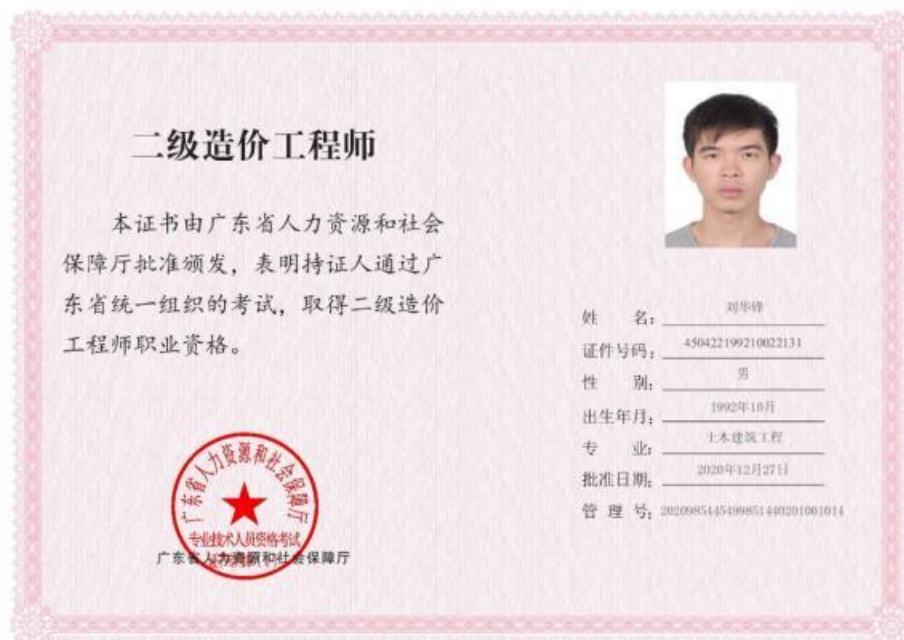 二级造价工程师
本证书由广东省人力资源和社会
保障厅批准颁发，表明持证人通过广
东省统一组织的考试，取得二级造价
工程师职业资格。
广东省人力资源和社会保障厅
专业技术人员资格考试
广东省人力资源和社会保障厅
姓 名：刘华锋
证件号码：450422199210022131
性 别：男
出生年月：1992年10月
专 业：土木建筑工程
批准日期：2020年12月27日
管 理 号：